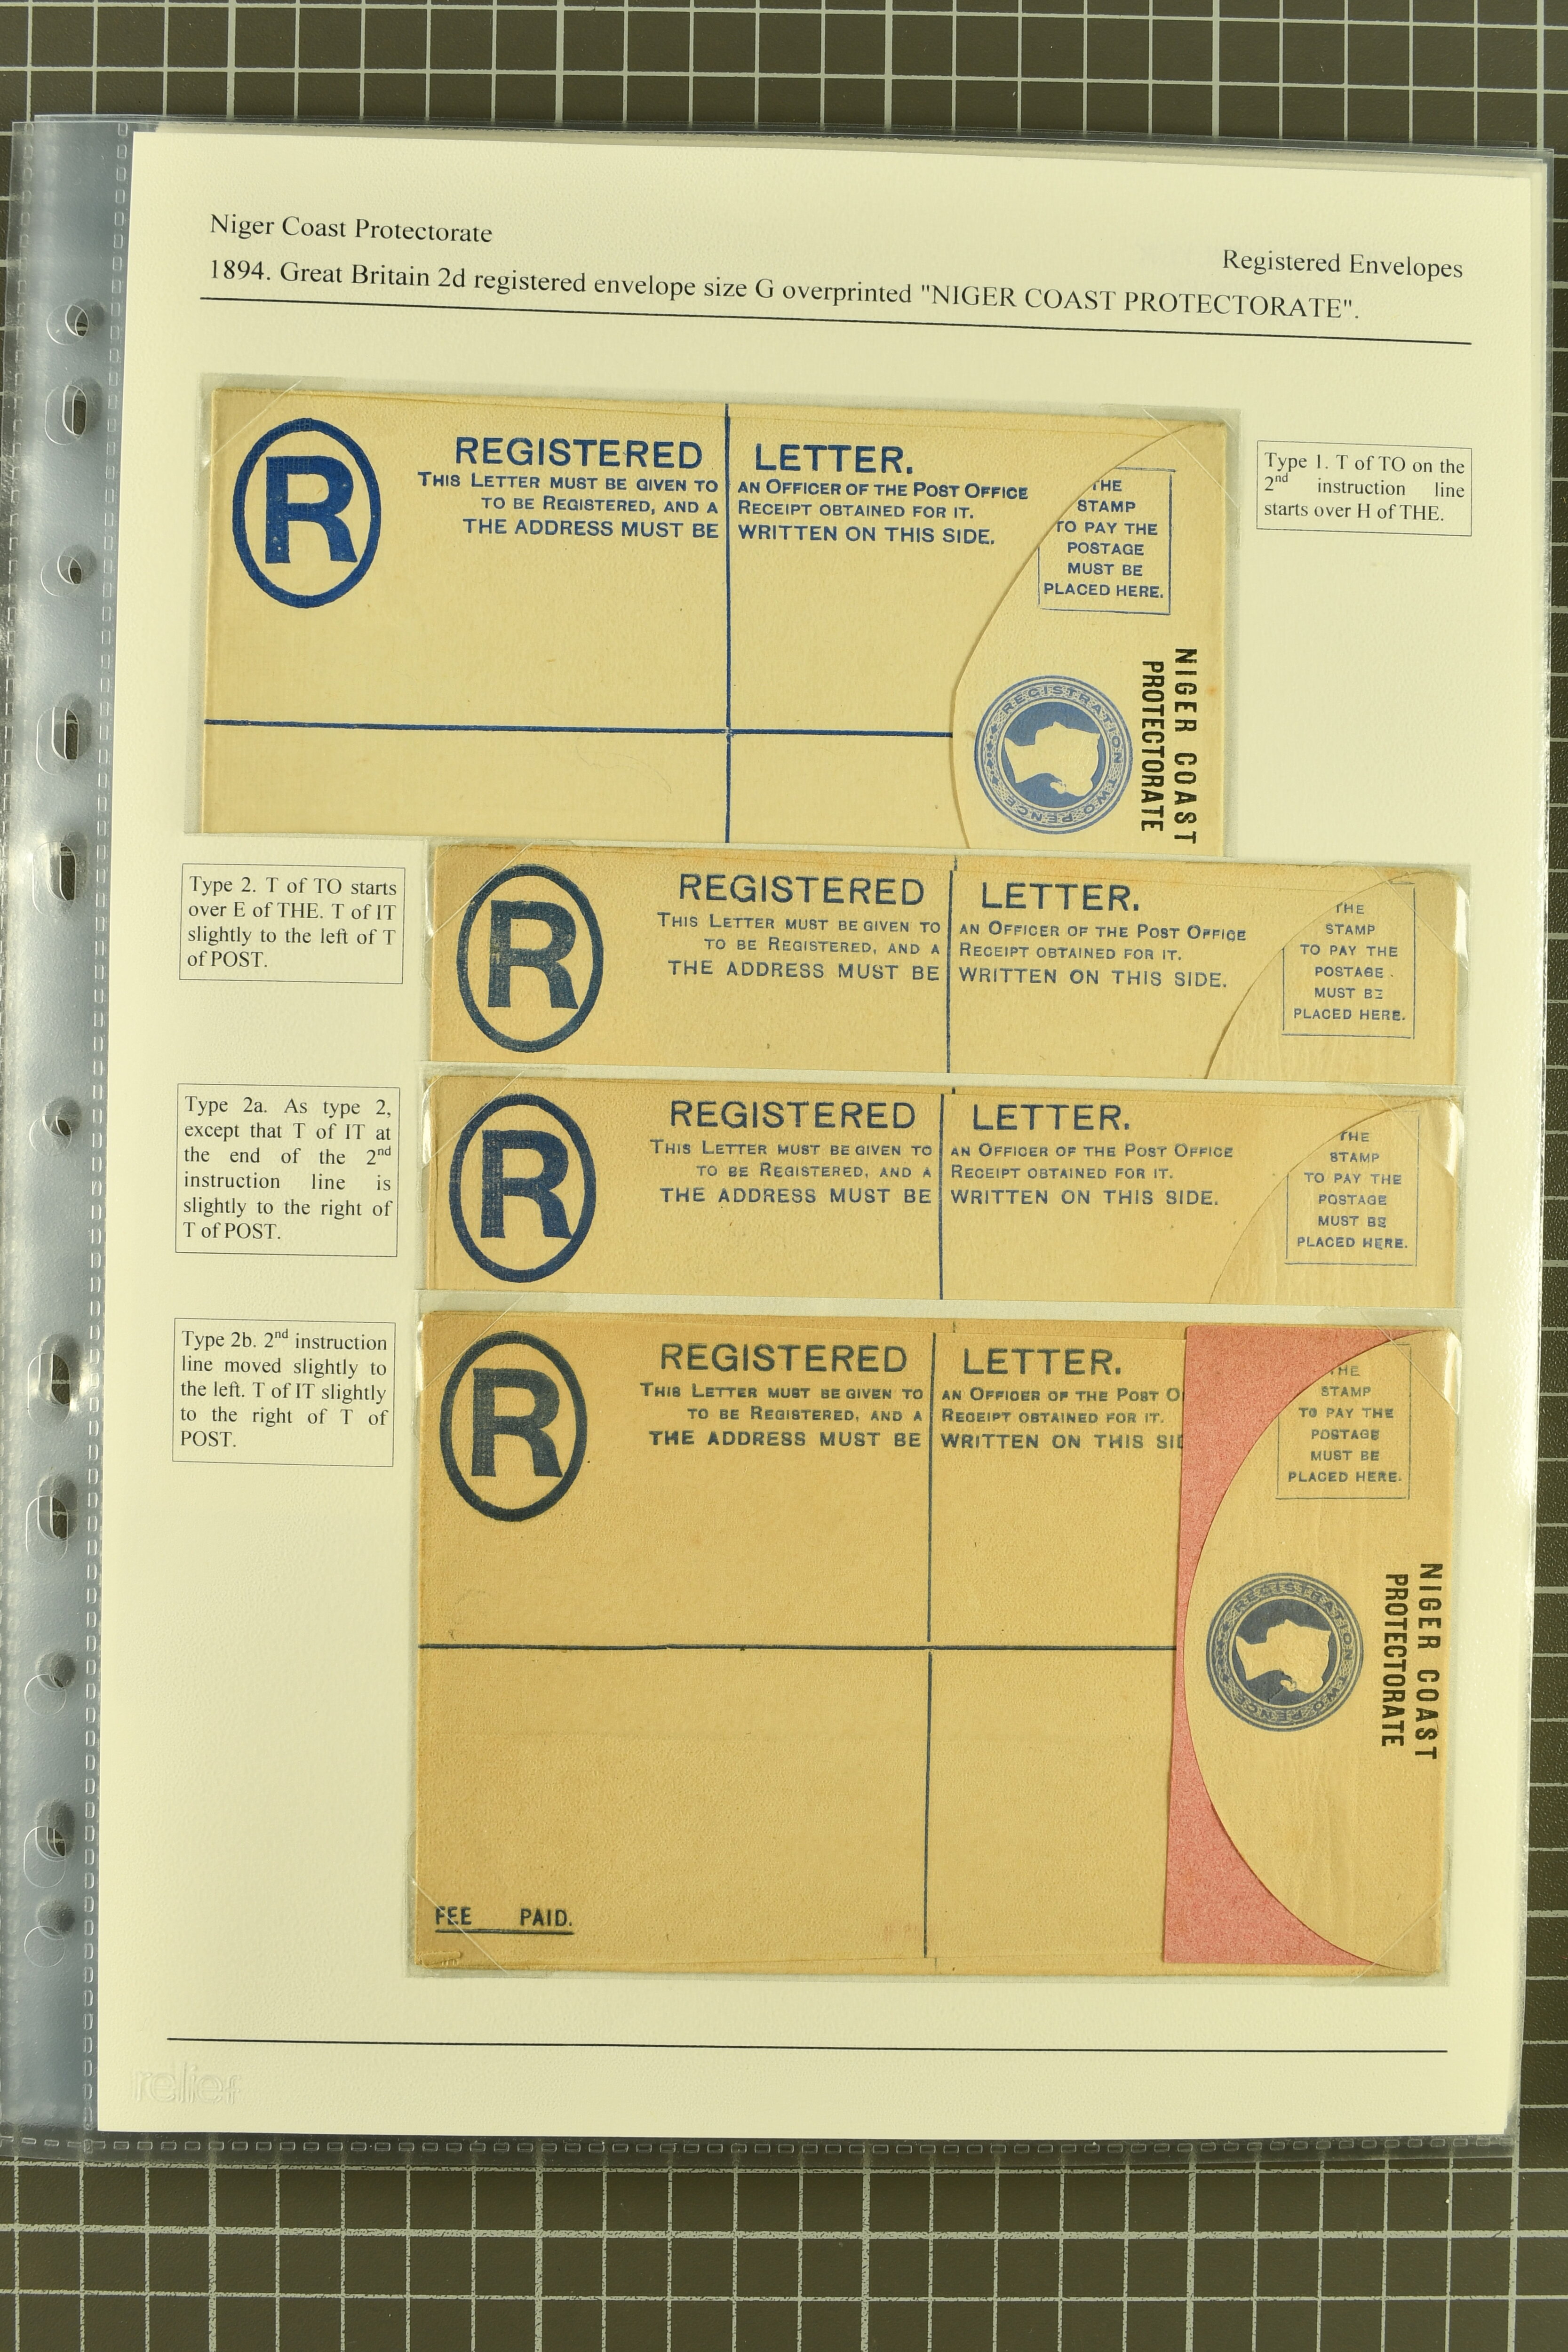 Niger Coast Protectorate
Registered Envelopes
1894. Great Britain 2d registered envelope size G overprinted "NIGER COAST PROTECTORATE".
R
REGISTERED LETTER.
THIS LETTER MUST BE GIVEN TO AN OFFICER OF THE POST OFFICE
TO BE REGISTERED, AND A RECEIPT OBTAINED FOR IT.
THE ADDRESS MUST BE WRITTEN ON THIS SIDE.
THE
STAMP
TO PAY THE
POSTAGE
MUST BE
PLACED HERE.
NIGER COAST
PROTECTORATE
REGISTRATION TWO PENCE
Type 1. T of TO on the
2nd instruction line
starts over H of THE.
Type 2. T of TO starts
over E of THE. T of IT
slightly to the left of T
of POST.
R
REGISTERED LETTER.
THIS LETTER MUST BE GIVEN TO AN OFFICER OF THE POST OFFICE
TO BE REGISTERED, AND A RECEIPT OBTAINED FOR IT.
THE ADDRESS MUST BE WRITTEN ON THIS SIDE.
THE
STAMP
TO PAY THE
POSTAGE
MUST BE
PLACED HERE.
Type 2a. As type 2,
except that T of IT at
the end of the 2nd
instruction line is
slightly to the right of
T of POST.
R
REGISTERED LETTER.
THIS LETTER MUST BE GIVEN TO AN OFFICER OF THE POST OFFICE
TO BE REGISTERED, AND A RECEIPT OBTAINED FOR IT.
THE ADDRESS MUST BE WRITTEN ON THIS SIDE.
THE
STAMP
TO PAY THE
POSTAGE
MUST BE
PLACED HERE.
Type 2b. 2nd instruction
line moved slightly to
the left. T of IT slightly
to the right of T of
POST.
R
REGISTERED LETTER.
THIS LETTER MUST BE GIVEN TO AN OFFICER OF THE POST O
TO BE REGISTERED, AND A RECEIPT OBTAINED FOR IT.
THE ADDRESS MUST BE WRITTEN ON THIS SID
THE
STAMP
TO PAY THE
POSTAGE
MUST BE
PLACED HERE.
NIGER COAST
PROTECTORATE
REGISTRATION TWO PENCE
FEE PAID.
relief